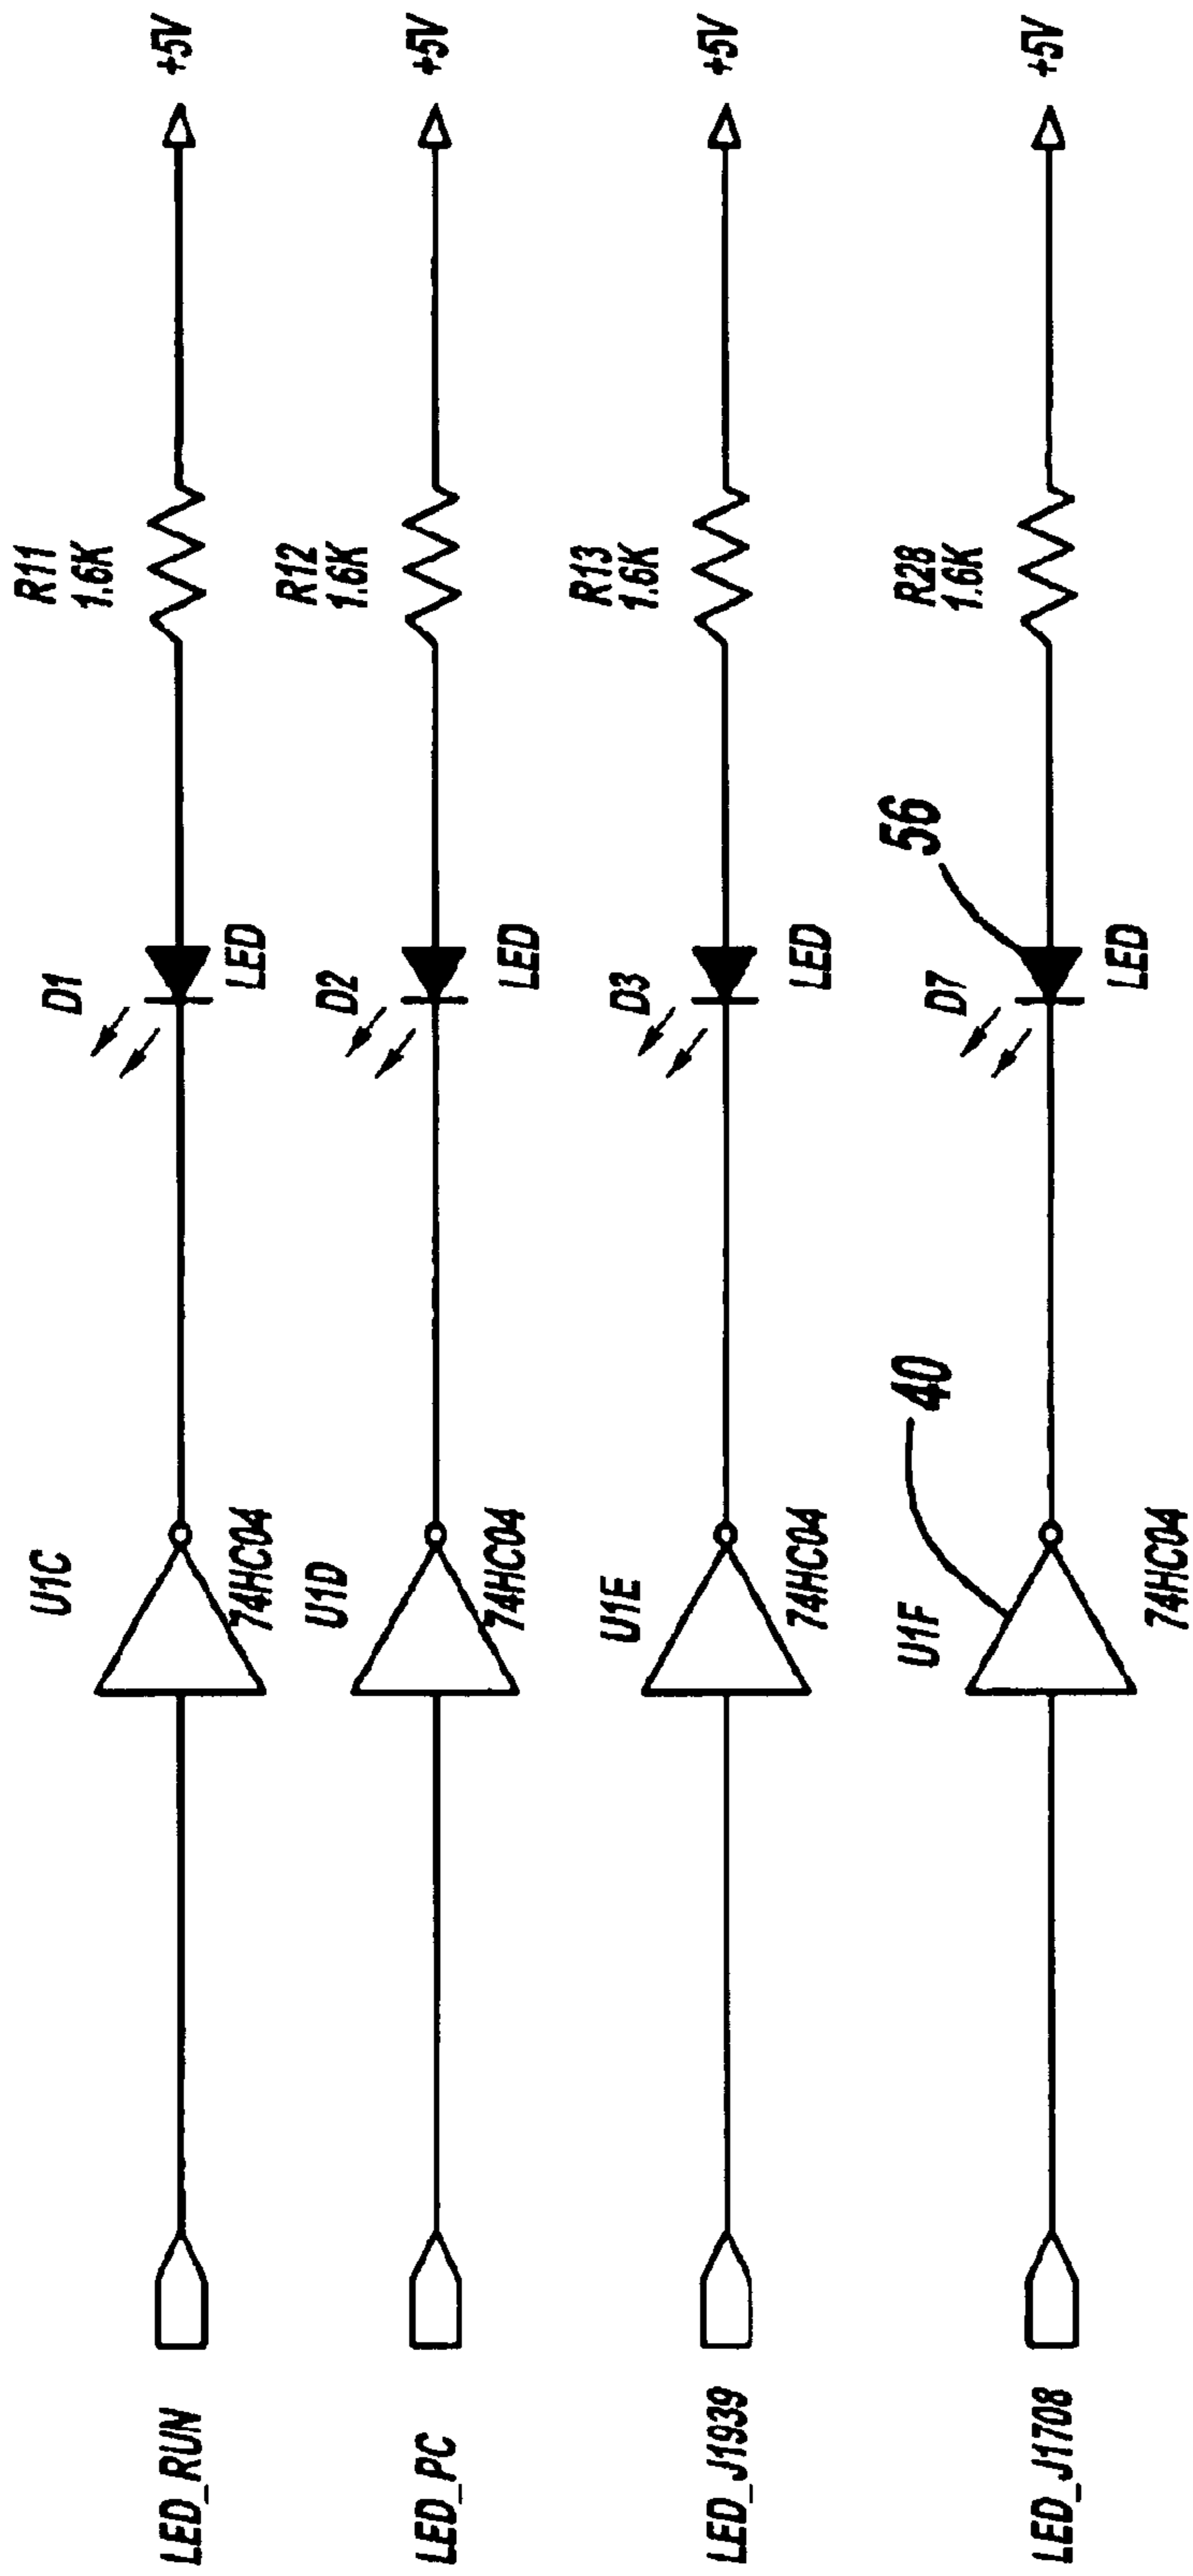 LED_RUN
U1C
74HC04
D1
LED
R11
1.6K
+5V
LED_PC
U1D
74HC04
D2
LED
R12
1.6K
+5V
LED_J1939
U1E
74HC04
D3
LED
R13
1.6K
+5V
LED_J1708
U1F
74HC04
40
D7
LED
56
R28
1.6K
+5V